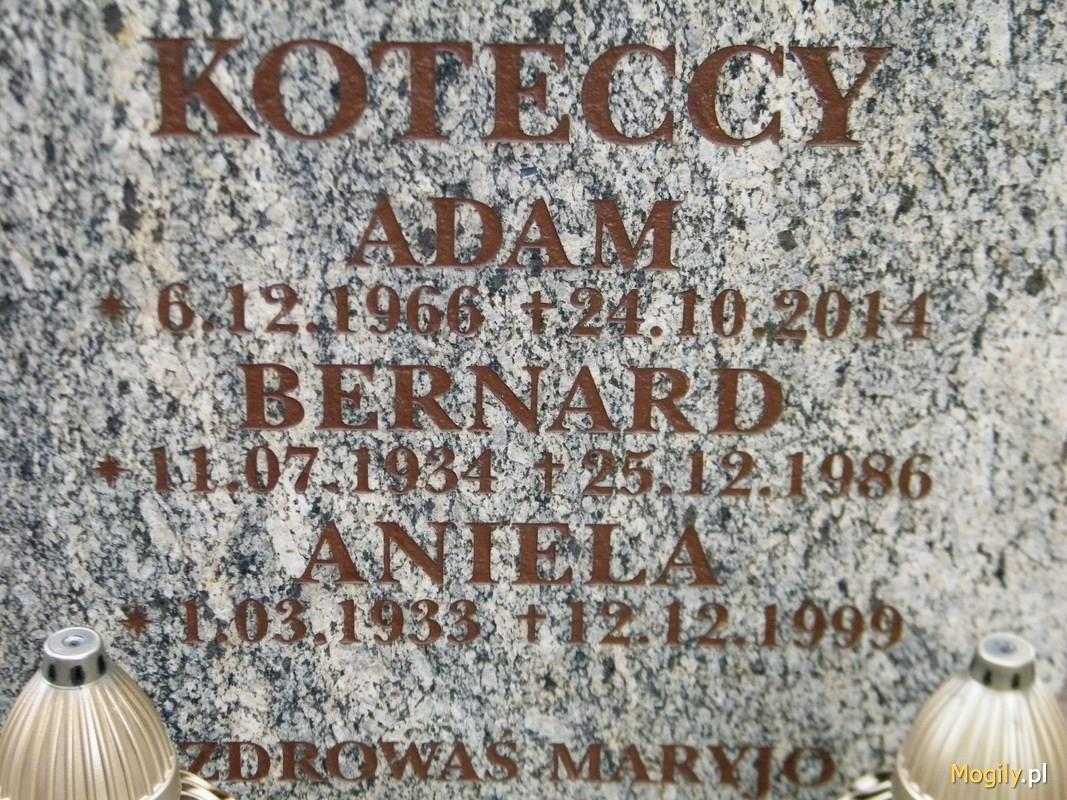 KOTECCY
ADAM
* 6.12.1966 †24.10.2014
BERNARD
* 11.07.1934 †25.12.1986
ANIELA
* 1.03.1933 †12.12.1999
ZDROWAŚ MARYJO
Mogily.pl